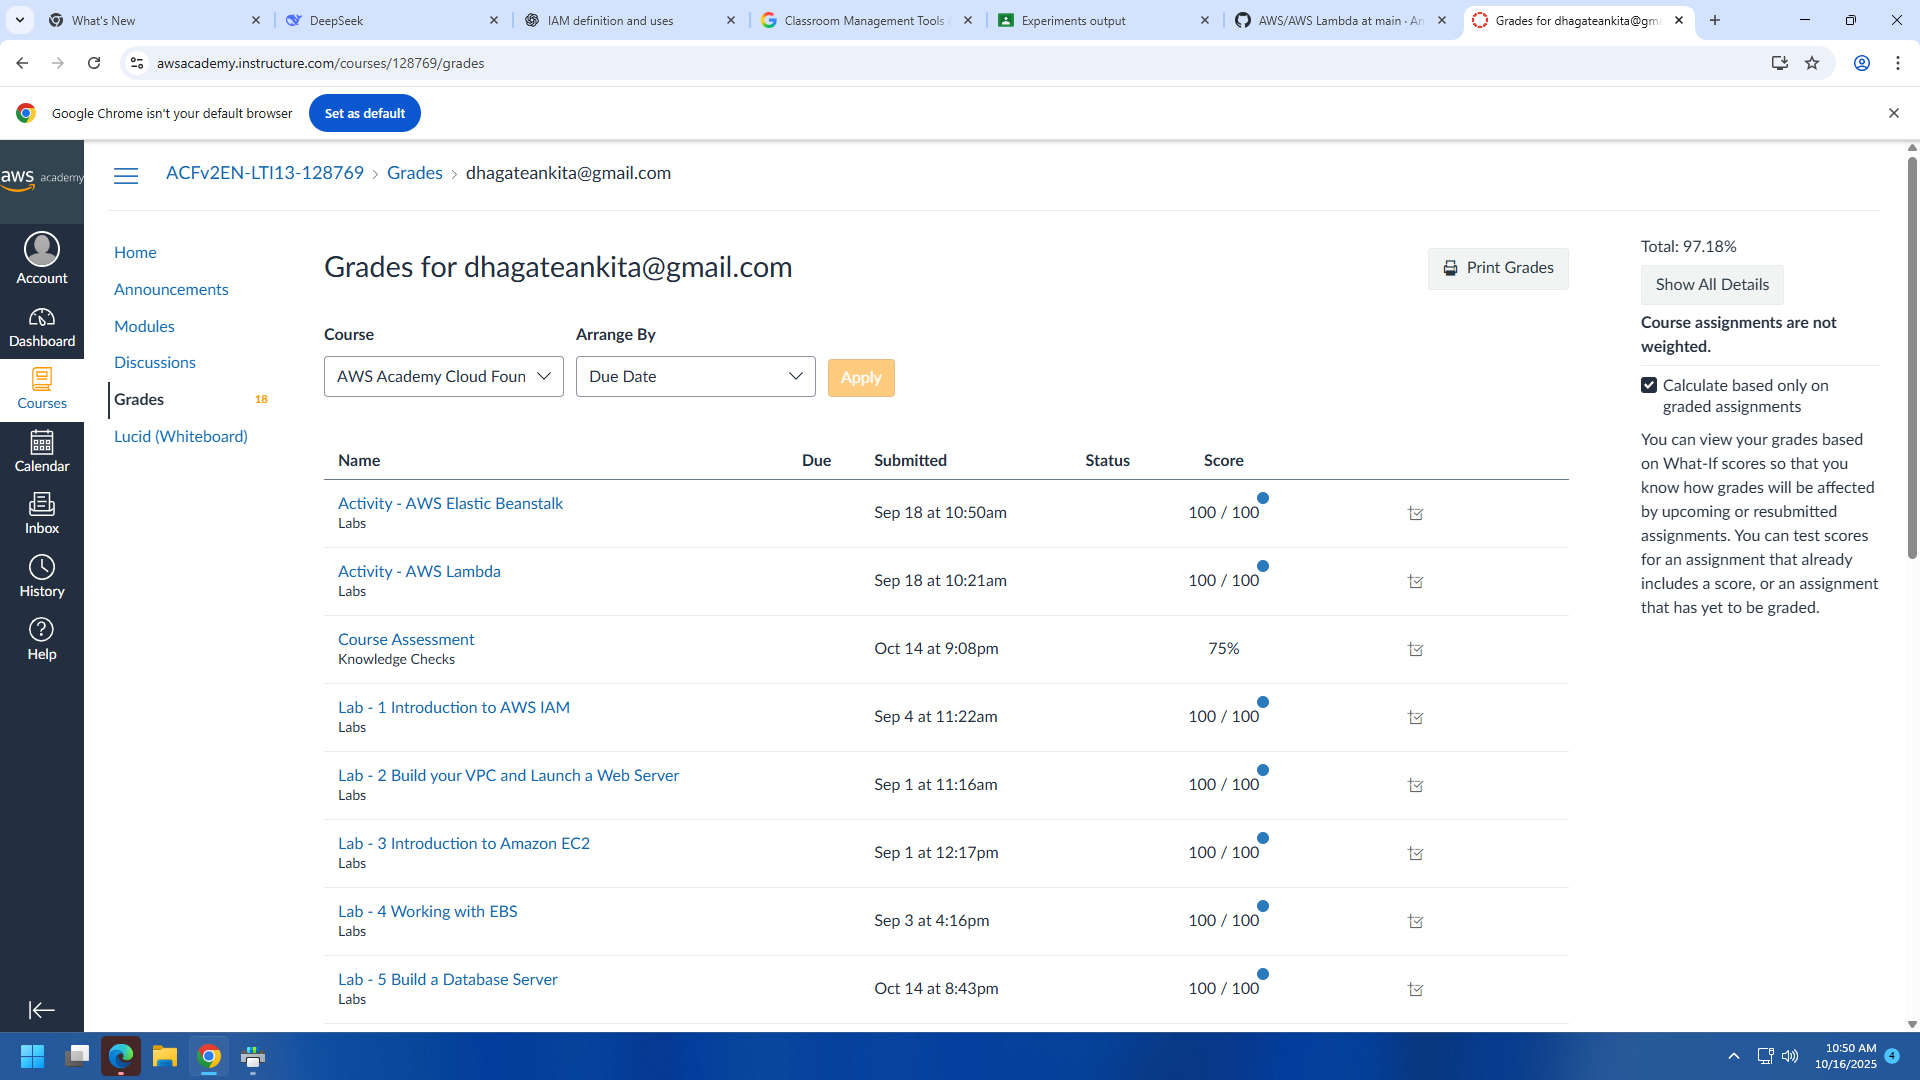 What's New
DeepSeek
IAM definition and uses
Classroom Management Tools
Experiments output
AWS/AWS Lambda at main · An
Grades for dhagateankita@gma
awsacademy.instructure.com/courses/128769/grades
Google Chrome isn't your default browser
Set as default
aws academy
ACFv2EN-LTI13-128769 > Grades > dhagateankita@gmail.com
Account
Dashboard
Courses
Calendar
Inbox
History
Help
Home
Announcements
Modules
Discussions
Grades 18
Lucid (Whiteboard)
Grades for dhagateankita@gmail.com
Print Grades
Course
Arrange By
AWS Academy Cloud Foun
Due Date
Apply
Name Due Submitted Status Score
Activity - AWS Elastic Beanstalk
Labs
Sep 18 at 10:50am
100 / 100
Activity - AWS Lambda
Labs
Sep 18 at 10:21am
100 / 100
Course Assessment
Knowledge Checks
Oct 14 at 9:08pm
75%
Lab - 1 Introduction to AWS IAM
Labs
Sep 4 at 11:22am
100 / 100
Lab - 2 Build your VPC and Launch a Web Server
Labs
Sep 1 at 11:16am
100 / 100
Lab - 3 Introduction to Amazon EC2
Labs
Sep 1 at 12:17pm
100 / 100
Lab - 4 Working with EBS
Labs
Sep 3 at 4:16pm
100 / 100
Lab - 5 Build a Database Server
Labs
Oct 14 at 8:43pm
100 / 100
Total: 97.18%
Show All Details
Course assignments are not
weighted.
Calculate based only on
graded assignments
You can view your grades based
on What-If scores so that you
know how grades will be affected
by upcoming or resubmitted
assignments. You can test scores
for an assignment that already
includes a score, or an assignment
that has yet to be graded.
10:50 AM
10/16/2025
4